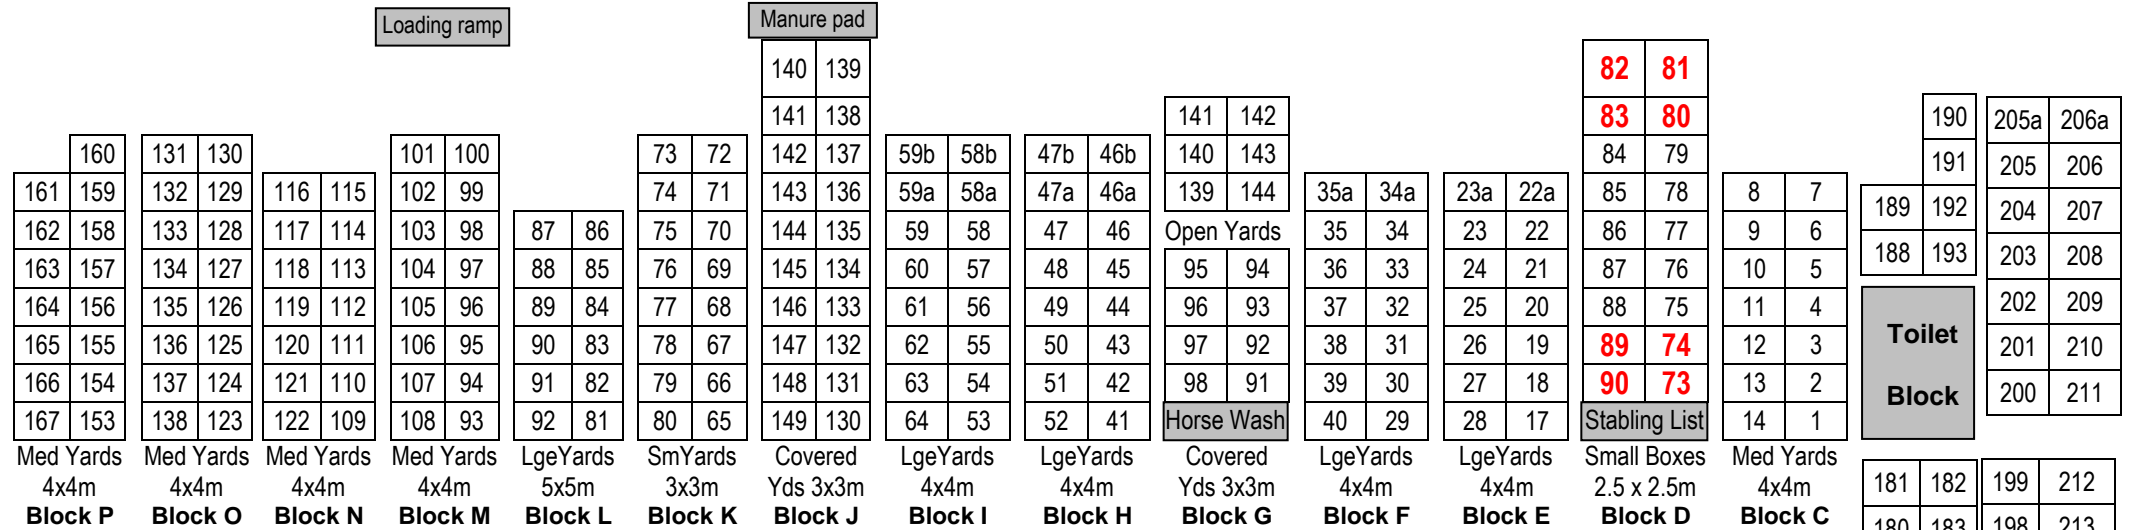 Loading ramp
Manure pad
140 139 82 81
141 138 141 142 83 80 190 205a 206a
160 131 130 101 100 73 72 142 137 59b 58b 47b 46b 140 143 84 79 191 205 206
161 159 132 129 116 115 102 99 74 71 143 136 59a 58a 47a 46a 139 144 35a 34a 23a 22a 85 78 8 7 189 192 204 207
162 158 133 128 117 114 103 98 87 86 75 70 144 135 59 58 47 46 Open Yards 35 34 23 22 86 77 9 6 188 193 203 208
163 157 134 127 118 113 104 97 88 85 76 69 145 134 60 57 48 45 95 94 36 33 24 21 87 76 10 5
164 156 135 126 119 112 105 96 89 84 77 68 146 133 61 56 49 44 96 93 37 32 25 20 88 75 11 4 202 209
165 155 136 125 120 111 106 95 90 83 78 67 147 132 62 55 50 43 97 92 38 31 26 19 89 74 12 3 Toilet 201 210
166 154 137 124 121 110 107 94 91 82 79 66 148 131 63 54 51 42 98 91 39 30 27 18 90 73 13 2 Block 200 211
167 153 138 123 122 109 108 93 92 81 80 65 149 130 64 53 52 41 Horse Wash 40 29 28 17 Stabling List 14 1
Med Yards Med Yards Med Yards Med Yards LgeYards SmYards Covered LgeYards LgeYards Covered LgeYards LgeYards Small Boxes Med Yards
4x4m 4x4m 4x4m 4x4m 5x5m 3x3m Yds 3x3m 4x4m 4x4m Yds 3x3m 4x4m 4x4m 2.5 x 2.5m 4x4m 181 182 199 212
Block P Block O Block N Block M Block L Block K Block J Block I Block H Block G Block F Block E Block D Block C 180 183 198 213